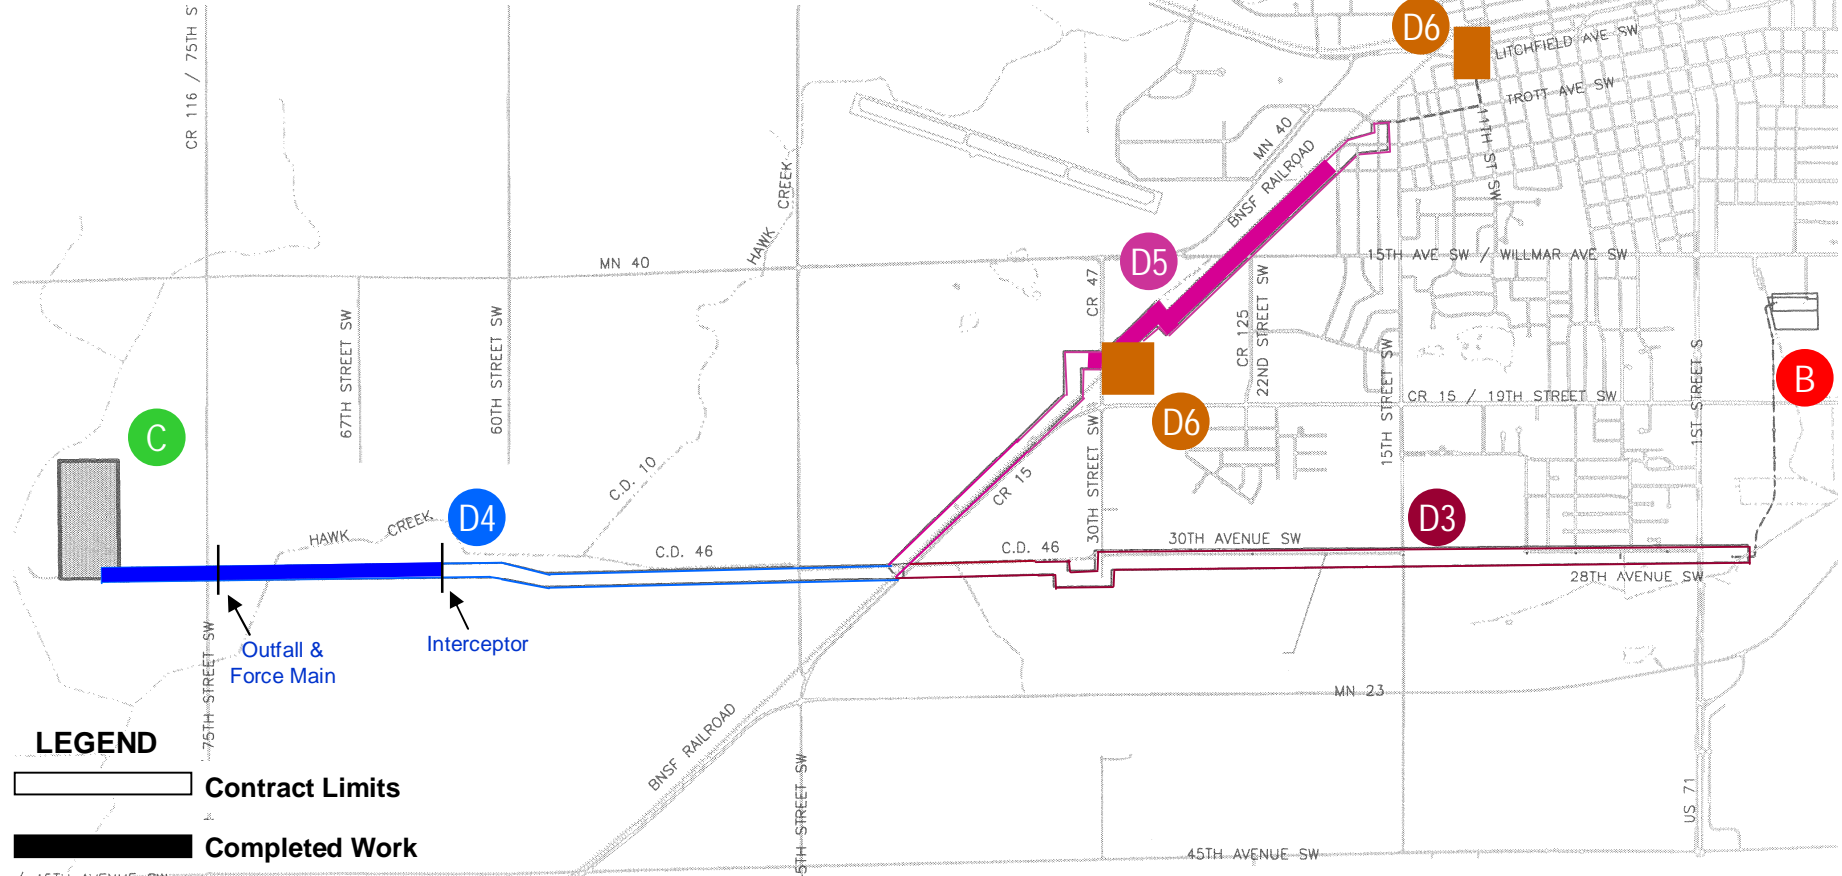 CR 116 / 75TH S
D6
LITCHFIELD AVE SW
TROTT AVE SW
11TH ST SW
MN 40
BNSF RAILROAD
HAWK CREEK
MN 40
D5
CR 47
15TH AVE SW / WILLMAR AVE SW
CR 125
22ND STREET SW
67TH STREET SW
60TH STREET SW
15TH STREET SW
1ST STREET S
B
CR 15 / 19TH STREET SW
D6
C
30TH STREET SW
CR 15
C.D. 10
D4
D3
HAWK CREEK
C.D. 46
C.D. 46
30TH AVENUE SW
28TH AVENUE SW
Outfall &
Force Main
Interceptor
75TH STREET SW
MN 23
BNSF RAILROAD
5TH STREET SW
US 71
45TH AVENUE SW
LEGEND
Contract Limits
Completed Work